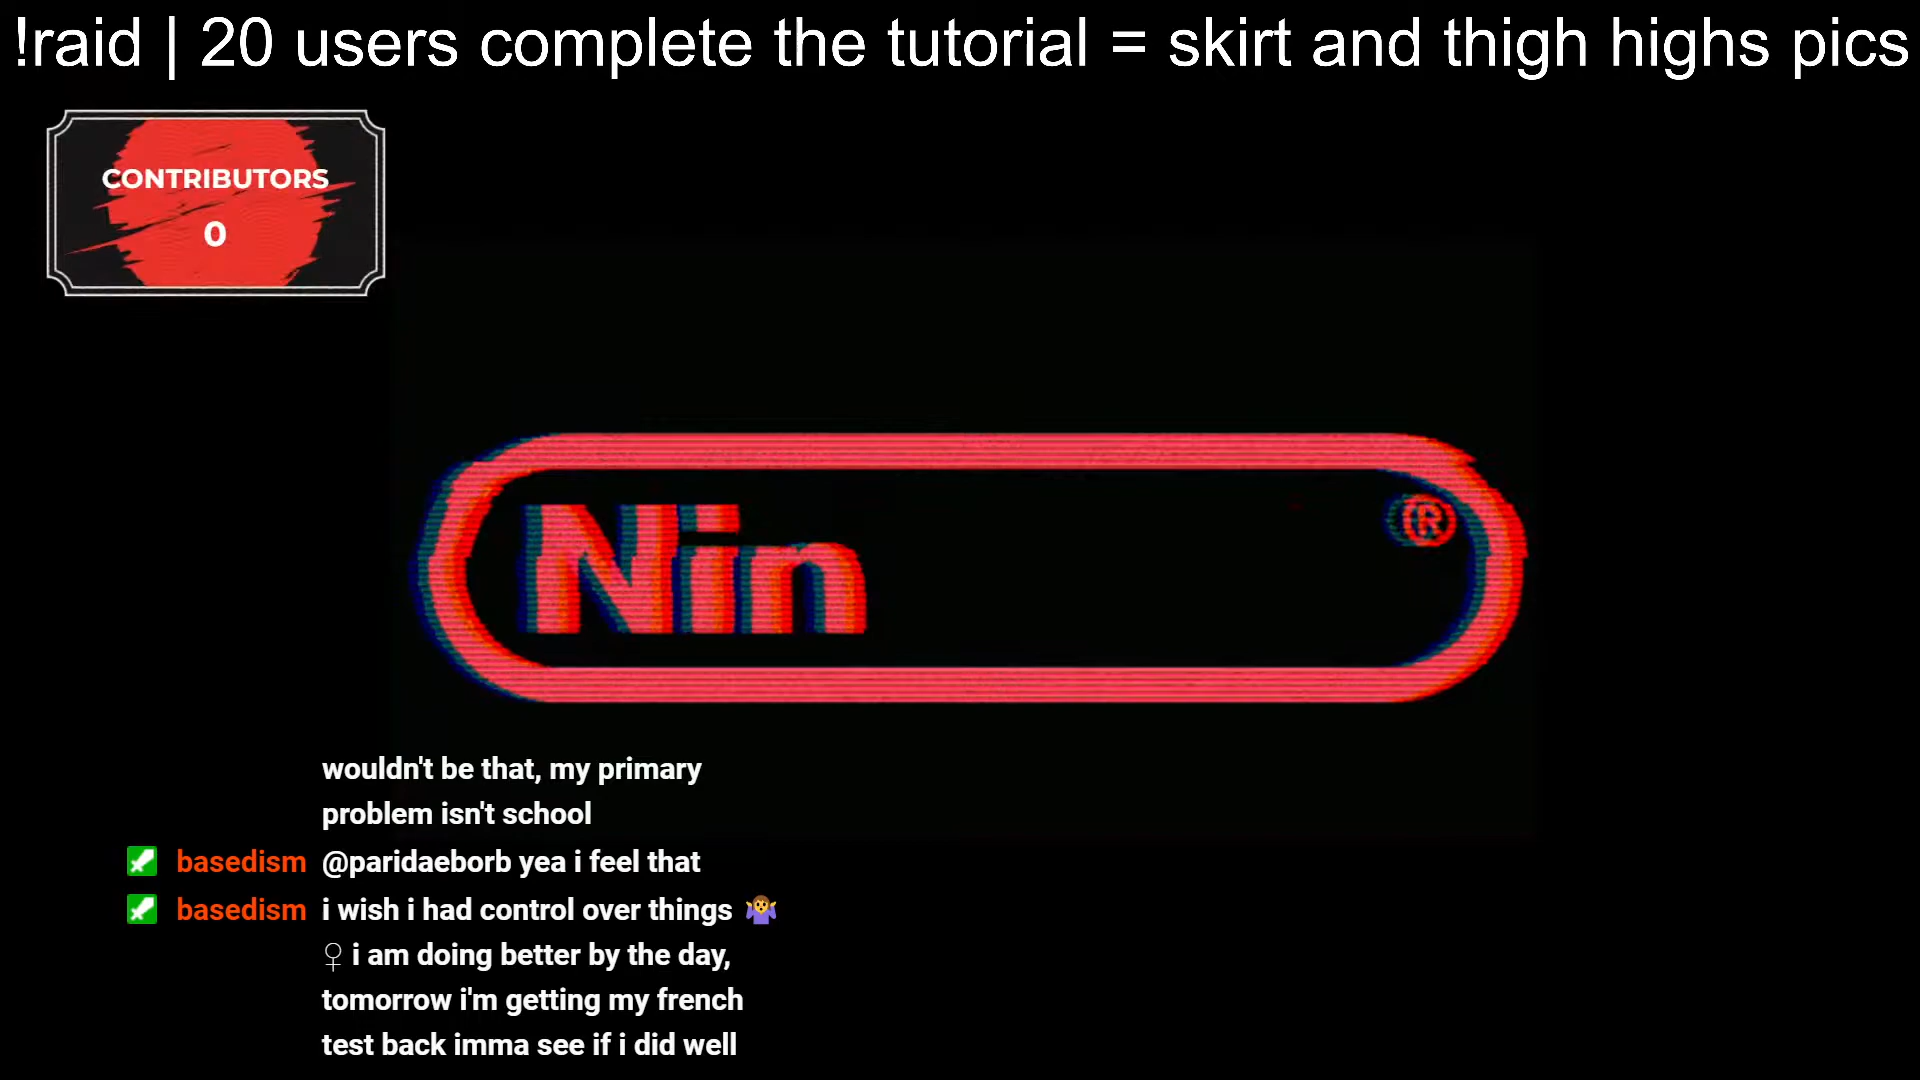 !raid | 20 users complete the tutorial = skirt and thigh highs pics
CONTRIBUTORS
0
Nin ®
wouldn't be that, my primary
problem isn't school
basedism @paridaeborb yea i feel that
basedism i wish i had control over things 🤷
♀ i am doing better by the day,
tomorrow i'm getting my french
test back imma see if i did well